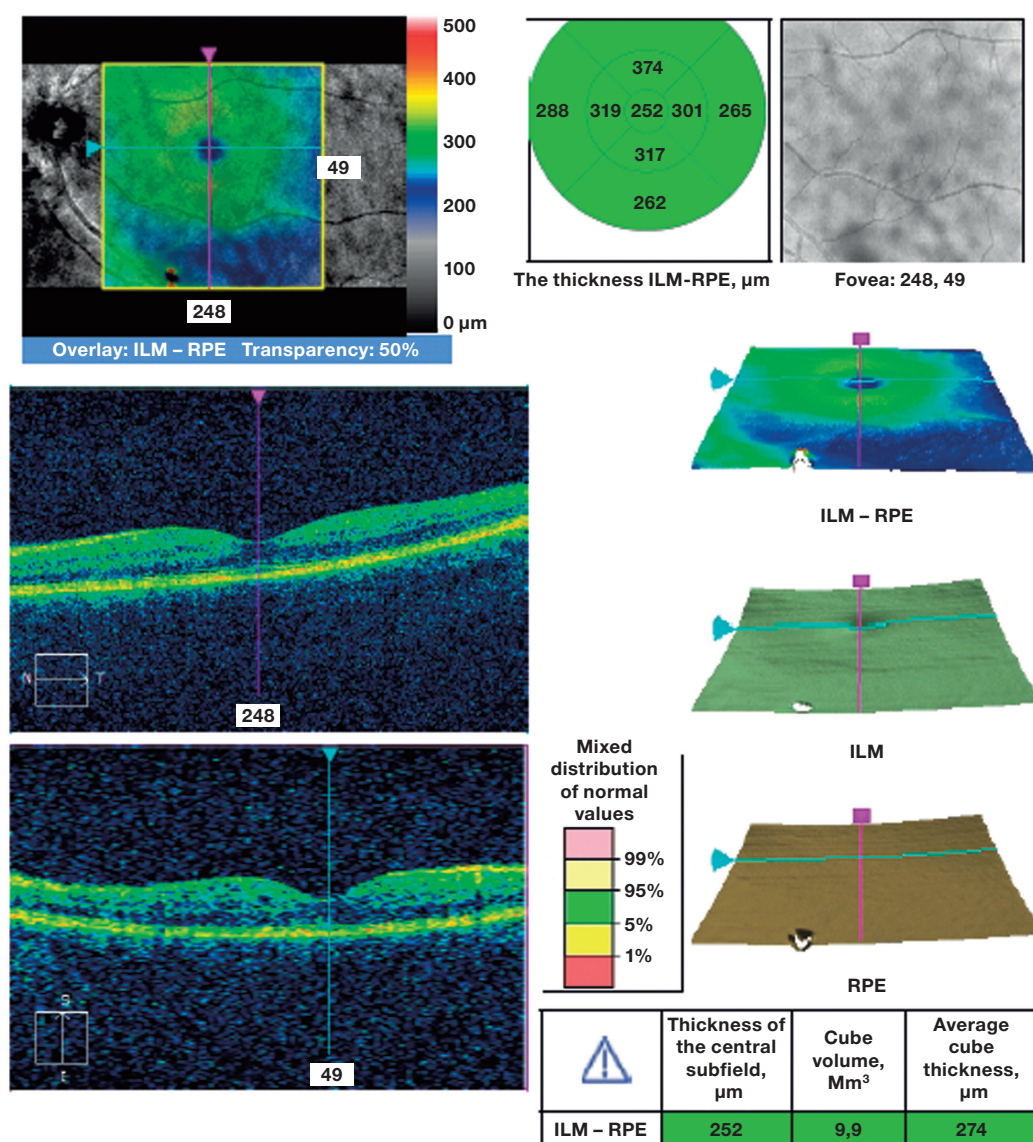 500
400
300
200
100
0 µm
49
248
Overlay: ILM – RPE Transparency: 50%
374
288 319 252 301 265
317
262
The thickness ILM-RPE, µm
Fovea: 248, 49
ILM – RPE
N T
248
ILM
S
49
Mixed
distribution
of normal
values
99%
95%
5%
1%
RPE
Thickness of
the central
subfield,
µm
Cube
volume,
Mm³
Average
cube
thickness,
µm
ILM – RPE 252 9,9 274